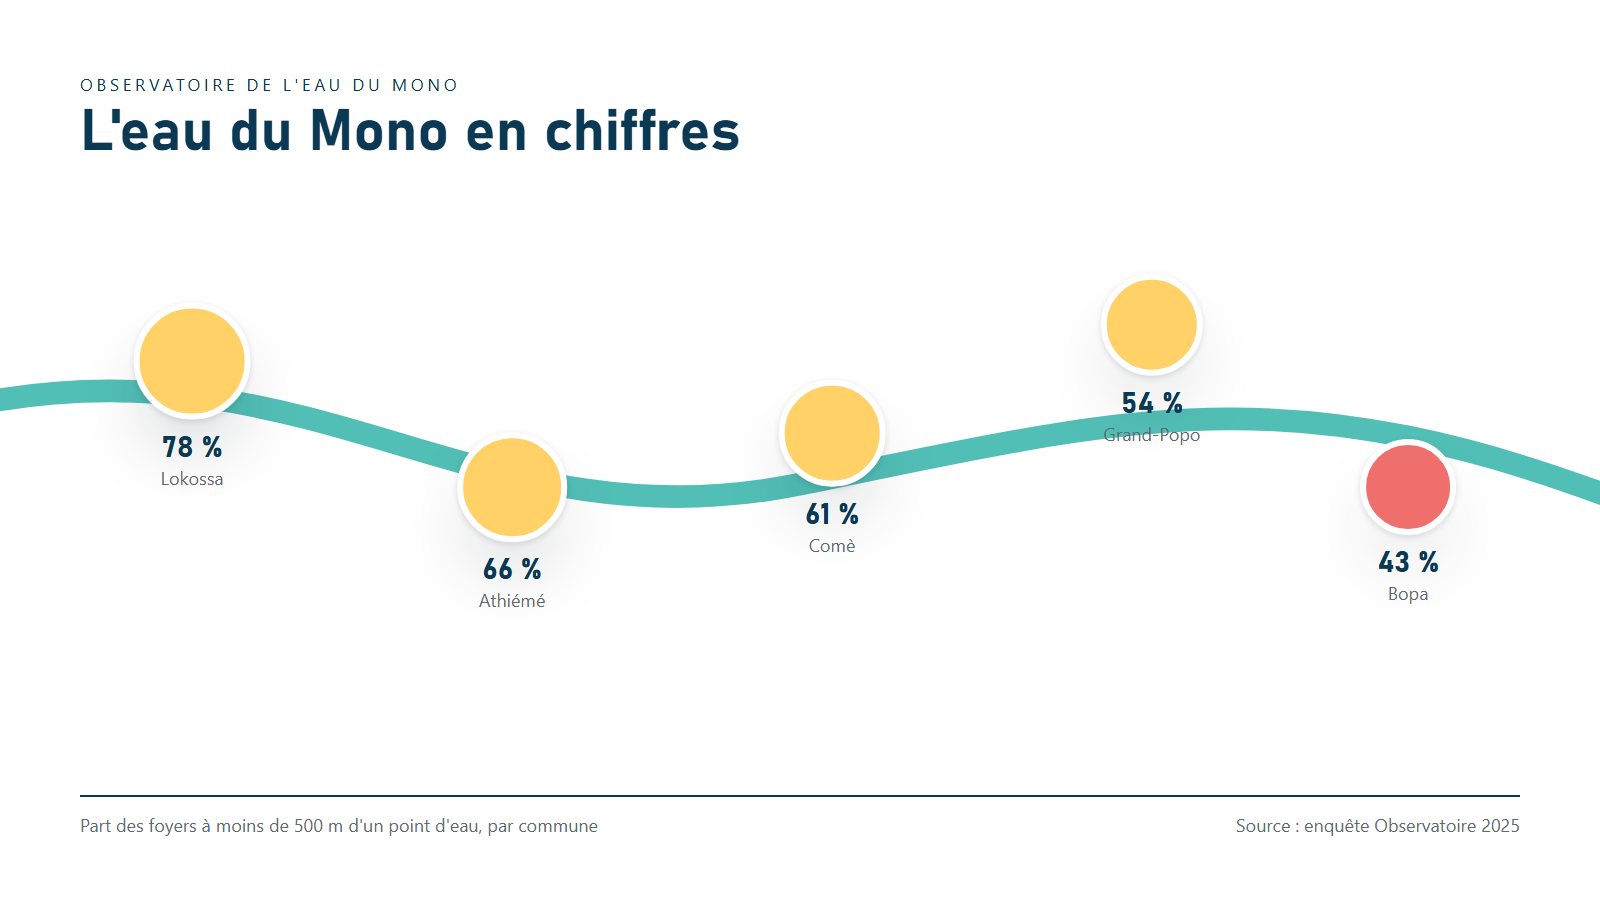 OBSERVATOIRE DE L'EAU DU MONO
L'eau du Mono en chiffres
78 %
Lokossa
66 %
Athiémé
61 %
Comè
54 %
Grand-Popo
43 %
Bopa
Part des foyers à moins de 500 m d'un point d'eau, par commune
Source : enquête Observatoire 2025